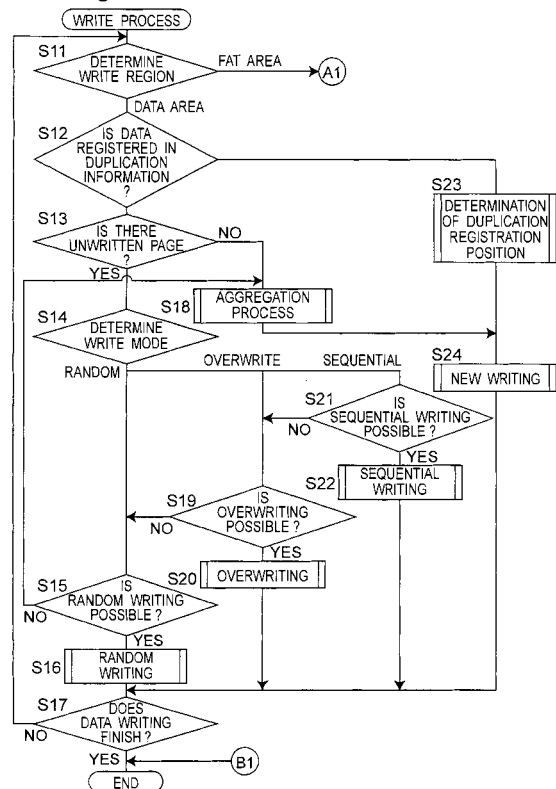 WRITE PROCESS
S11
DETERMINE
WRITE REGION
FAT AREA
A1
DATA AREA
S12
IS DATA
REGISTERED IN
DUPLICATION
INFORMATION
?
S23
DETERMINATION
OF DUPLICATION
REGISTRATION
POSITION
S13
IS THERE
UNWRITTEN PAGE
?
NO
YES
S18
AGGREGATION
PROCESS
S14
DETERMINE
WRITE MODE
RANDOM
OVERWRITE
SEQUENTIAL
S24
NEW WRITING
S21
IS
SEQUENTIAL WRITING
POSSIBLE ?
NO
YES
S22
SEQUENTIAL
WRITING
S19
IS
OVERWRITING
POSSIBLE ?
NO
YES
S20
OVERWRITING
S15
IS
RANDOM WRITING
POSSIBLE ?
NO
YES
S16
RANDOM
WRITING
S17
DOES
DATA WRITING
FINISH ?
NO
YES
B1
END